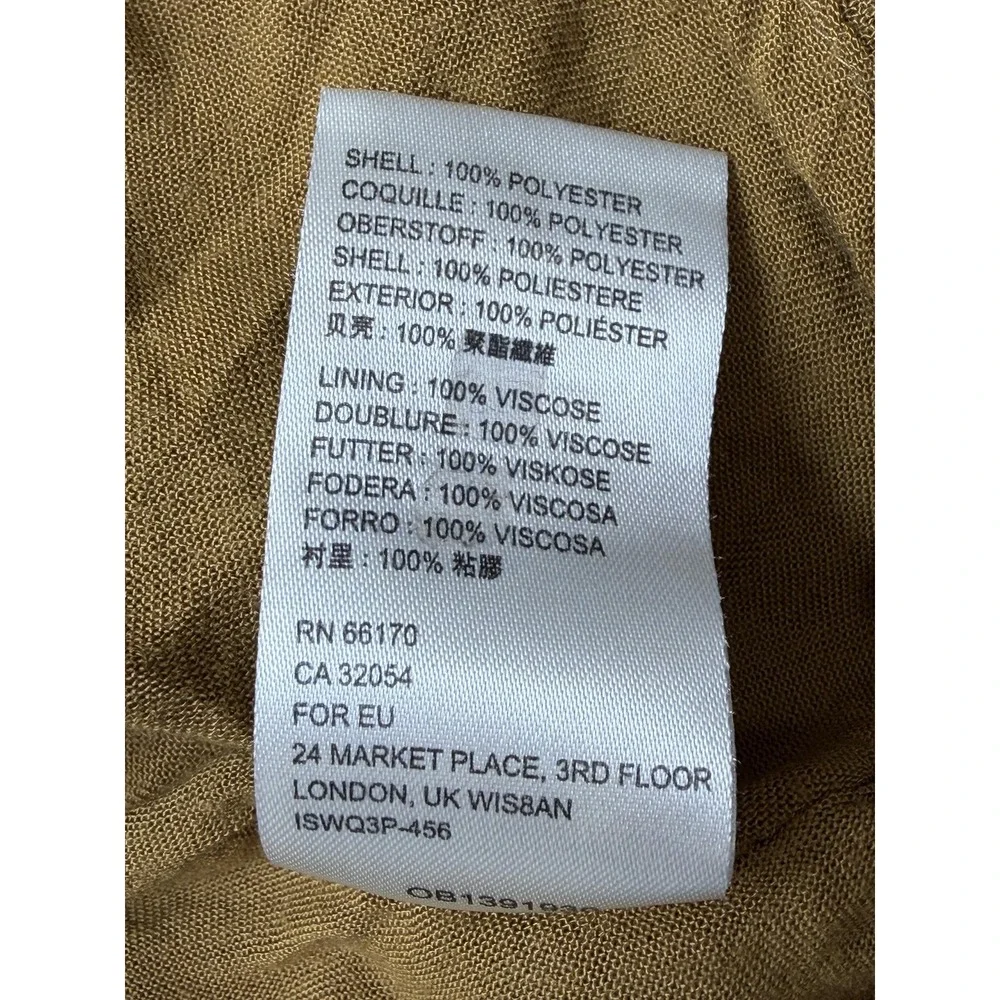 SHELL : 100% POLYESTER
COQUILLE : 100% POLYESTER
OBERSTOFF : 100% POLYESTER
SHELL : 100% POLIESTERE
EXTERIOR : 100% POLIÉSTER
贝亮 : 100% 聚酯纖維
LINING : 100% VISCOSE
DOUBLURE : 100% VISCOSE
FUTTER : 100% VISKOSE
FODERA : 100% VISCOSA
FORRO : 100% VISCOSA
衬里 : 100% 粘膠
RN 66170
CA 32054
FOR EU
24 MARKET PLACE, 3RD FLOOR
LONDON, UK WIS8AN
ISWQ3P-456